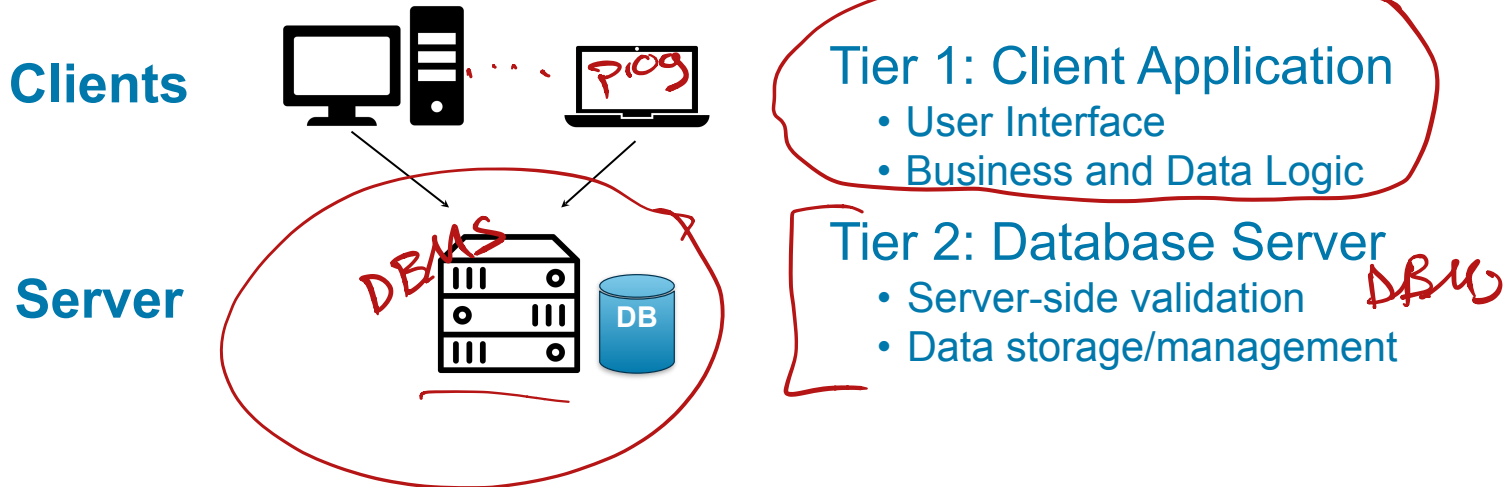 Clients
prog
Tier 1: Client Application
• User Interface
• Business and Data Logic
Server
DBMS
DB
Tier 2: Database Server
• Server-side validation
DBMS
• Data storage/management